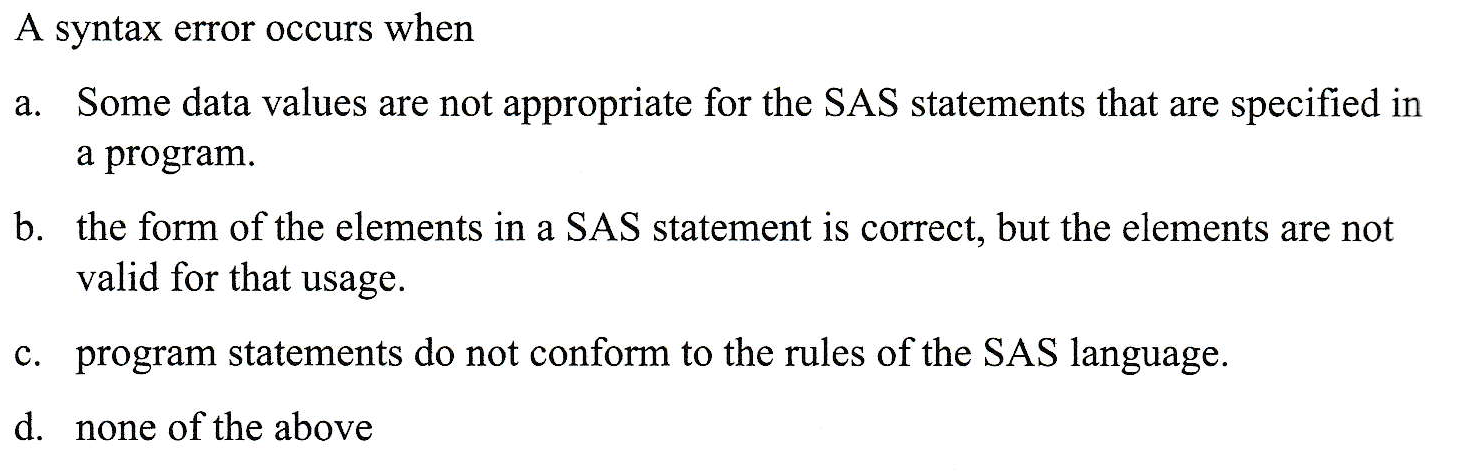 A syntax error occurs when
a. Some data values are not appropriate for the SAS statements that are specified in
a program.
b. the form of the elements in a SAS statement is correct, but the elements are not
valid for that usage.
c. program statements do not conform to the rules of the SAS language.
d. none of the above